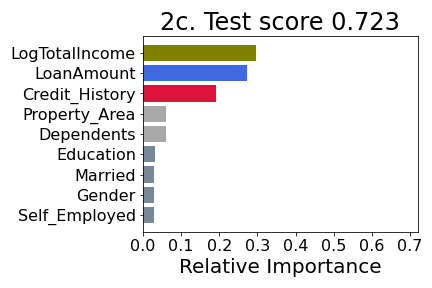 2c. Test score 0.723
LogTotalIncome
LoanAmount
Credit_History
Property_Area
Dependents
Education
Married
Gender
Self_Employed
0.0 0.1 0.2 0.3 0.4 0.5 0.6 0.7
Relative Importance